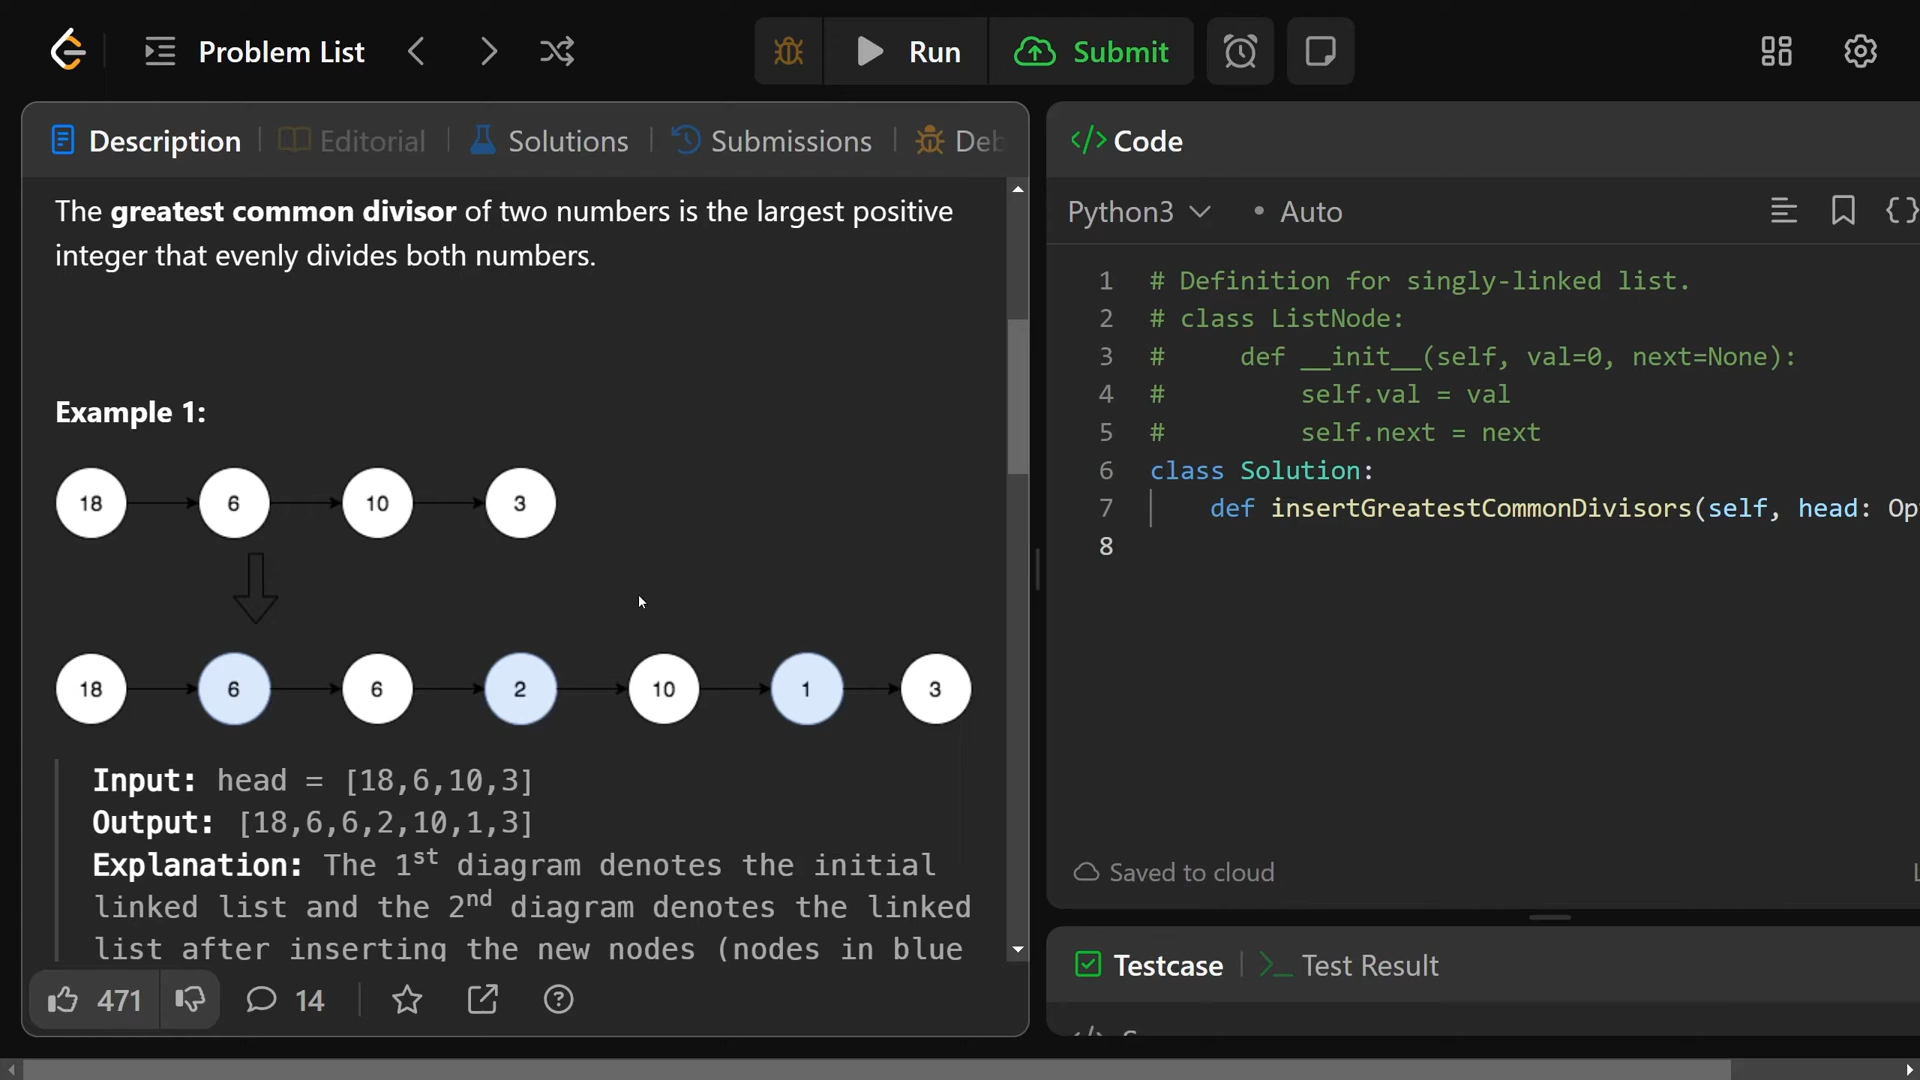 Problem List
Run
Submit
Description
Editorial
Solutions
Submissions
Deb
The greatest common divisor of two numbers is the largest positive
integer that evenly divides both numbers.
Example 1:
18 6 10 3
18 6 6 2 10 1 3
Input: head = [18,6,10,3]
Output: [18,6,6,2,10,1,3]
Explanation: The 1st diagram denotes the initial
linked list and the 2nd diagram denotes the linked
list after inserting the new nodes (nodes in blue
471
14
</> Code
Python3
• Auto
1 # Definition for singly-linked list.
2 # class ListNode:
3 #     def __init__(self, val=0, next=None):
4 #         self.val = val
5 #         self.next = next
6 class Solution:
7     def insertGreatestCommonDivisors(self, head: Op
8
Saved to cloud
Testcase
Test Result